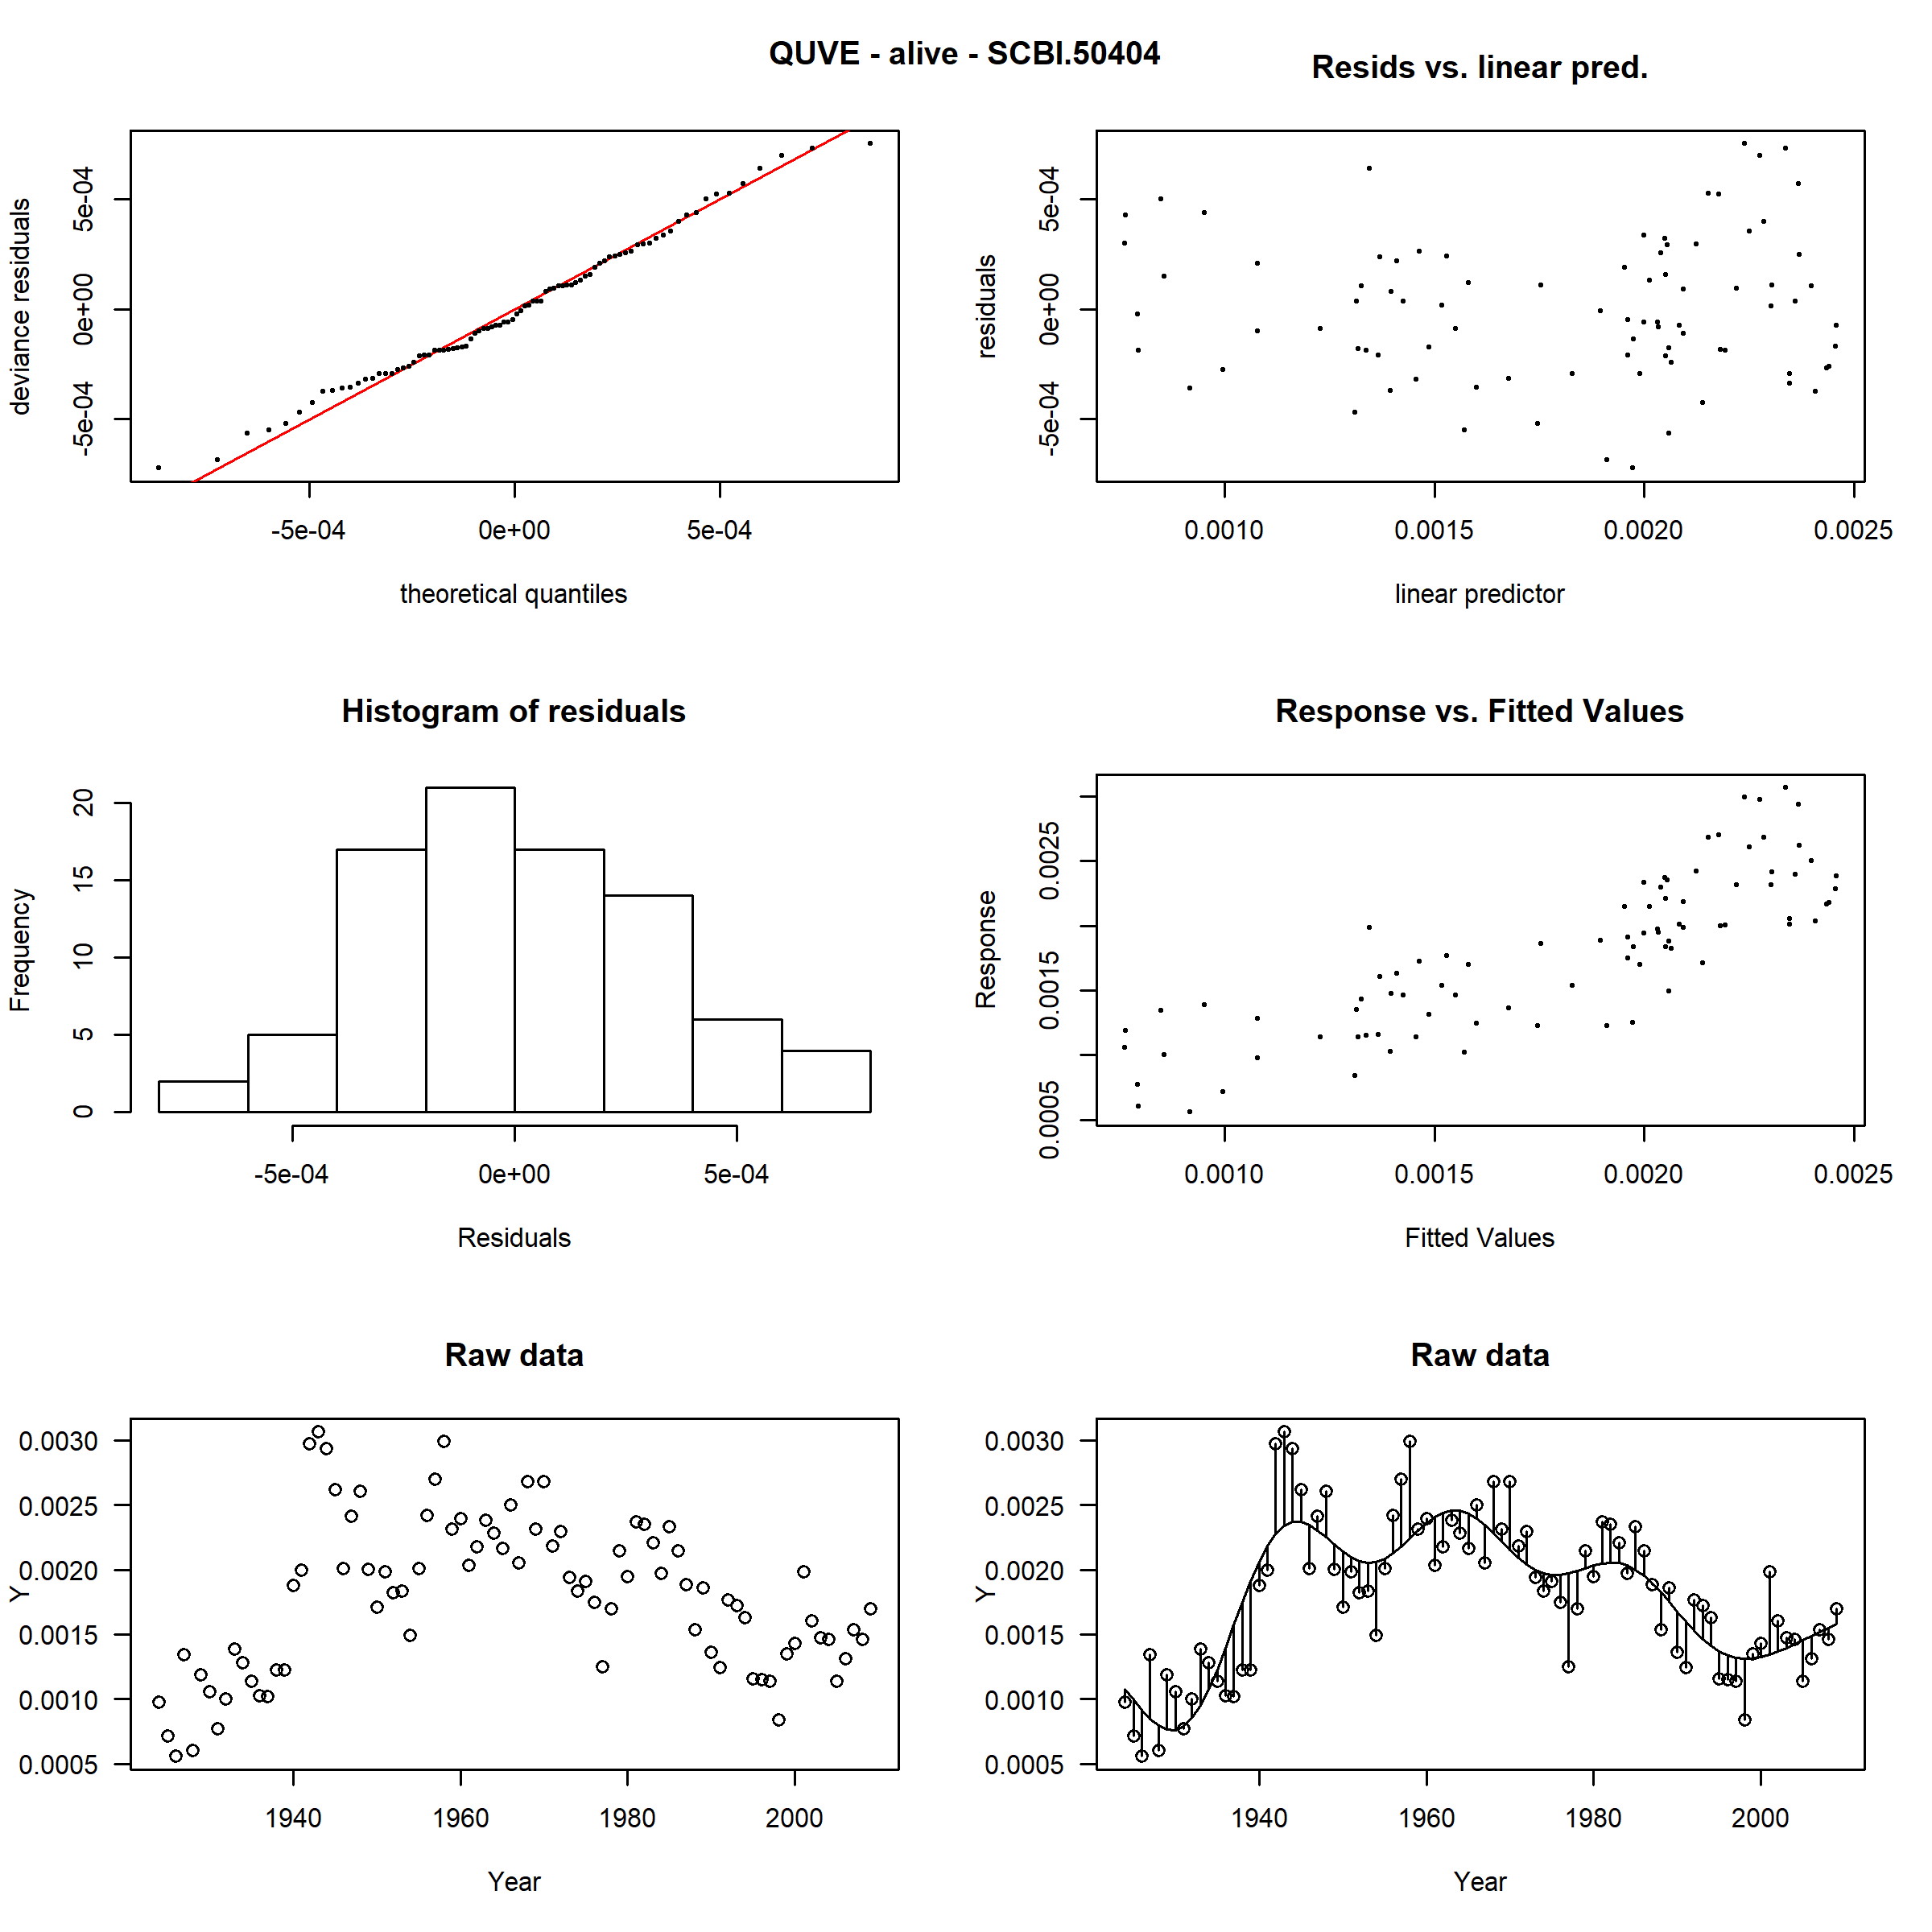 QUVE - alive - SCBI.50404
deviance residuals
5e-04
0e+00
-5e-04
-5e-04 0e+00 5e-04
theoretical quantiles
Resids vs. linear pred.
residuals
5e-04
0e+00
-5e-04
0.0010 0.0015 0.0020 0.0025
linear predictor
Histogram of residuals
Frequency
20
15
10
5
0
-5e-04 0e+00 5e-04
Residuals
Response vs. Fitted Values
Response
0.0025
0.0015
0.0005
0.0010 0.0015 0.0020 0.0025
Fitted Values
Raw data
Y
0.0030
0.0025
0.0020
0.0015
0.0010
0.0005
1940 1960 1980 2000
Year
Raw data
Y
0.0030
0.0025
0.0020
0.0015
0.0010
0.0005
1940 1960 1980 2000
Year